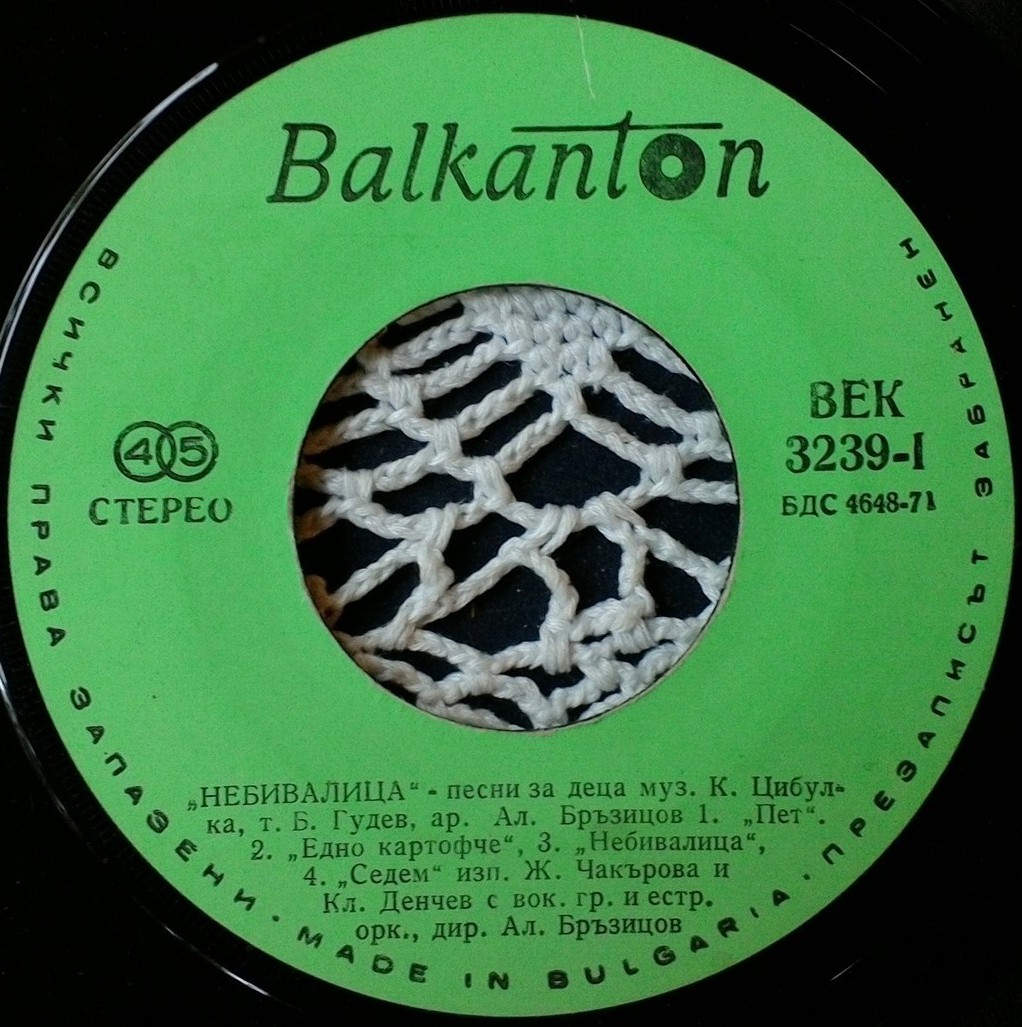 Balkanton
ВСИЧКИ ПРАВА ЗАПАЗЕНИ · MADE IN BULGARIA · ПРЕЗАПИСЪТ ЗАБРАНЕН
45
СТЕРЕО
ВЕК
3239-I
БДС 4648-71
„НЕБИВАЛИЦА“ - песни за деца муз. К. Цибул-
ка, т. Б. Гудев, ар. Ал. Бръзицов 1. „Пет“.
2. „Едно картофче“, 3. „Небивалица“,
4. „Седем“ изп. Ж. Чакърова и
Кл. Денчев с вок. гр. и естр.
орк., дир. Ал. Бръзицов